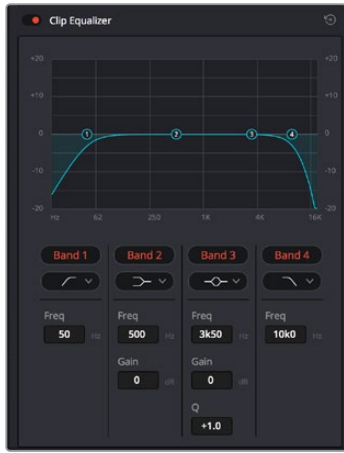 Clip Equalizer
+20 +20
+10 +10
0 0
-10 -10
-20 -20
Hz 62 250 1K 4K 16K
1 2 3 4
Band 1 Band 2 Band 3 Band 4
Freq Freq Freq Freq
50 Hz 500 Hz 3k50 Hz 10k0 Hz
Gain Gain
0 dB 0 dB
Q
+1.0